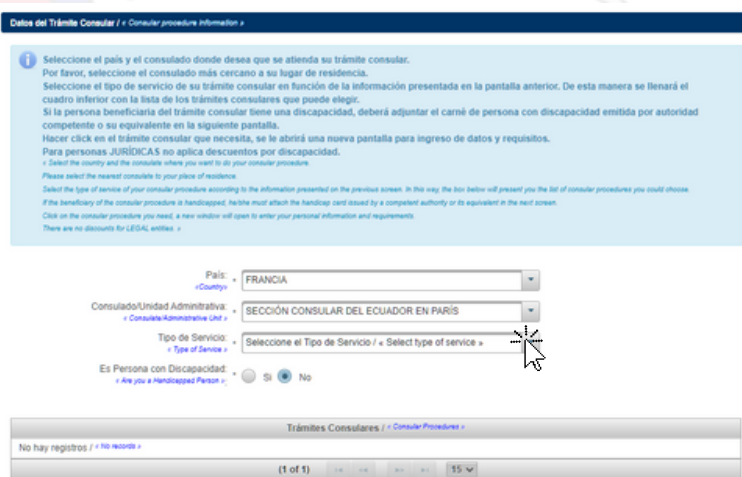 Datos del Trámite Consular / « Consular procedure information »
Seleccione el país y el consulado donde desea que se atienda su trámite consular.
Por favor, seleccione el consulado más cercano a su lugar de residencia.
Seleccione el tipo de servicio de su trámite consular en función de la información presentada en la pantalla anterior. De esta manera se llenará el
cuadro inferior con la lista de los trámites consulares que puede elegir.
Si la persona beneficiaria del trámite consular tiene una discapacidad, deberá adjuntar el carné de persona con discapacidad emitida por autoridad
competente o su equivalente en la siguiente pantalla.
Hacer click en el trámite consular que necesita, se le abrirá una nueva pantalla para ingreso de datos y requisitos.
Para personas JURÍDICAS no aplica descuentos por discapacidad.
« Select the country and the consulate where you want to do your consular procedure.
Please select the nearest consulate to your place of residence.
Select the type of service of your consular procedure according to the information presented on the previous screen. In this way, the box below will present you the list of consular procedures you could choose.
If the beneficiary of the consular procedure is handicapped, he/she must attach the handicap card issued by a competent authority or its equivalent in the next screen.
Click on the consular procedure you need, a new window will open to enter your personal information and requirements.
There are no discounts for LEGAL entities. »
País: * FRANCIA
«Country»
Consulado/Unidad Adminitrativa: * SECCIÓN CONSULAR DEL ECUADOR EN PARÍS
« Consulate/Administrative Unit »
Tipo de Servicio: * Seleccione el Tipo de Servicio / « Select type of service »
« Type of Service »
Es Persona con Discapacidad: * Si No
« Are you a Handicapped Person »:
Trámites Consulares / « Consular Procedures »
No hay registros / « No records »
(1 of 1) 15